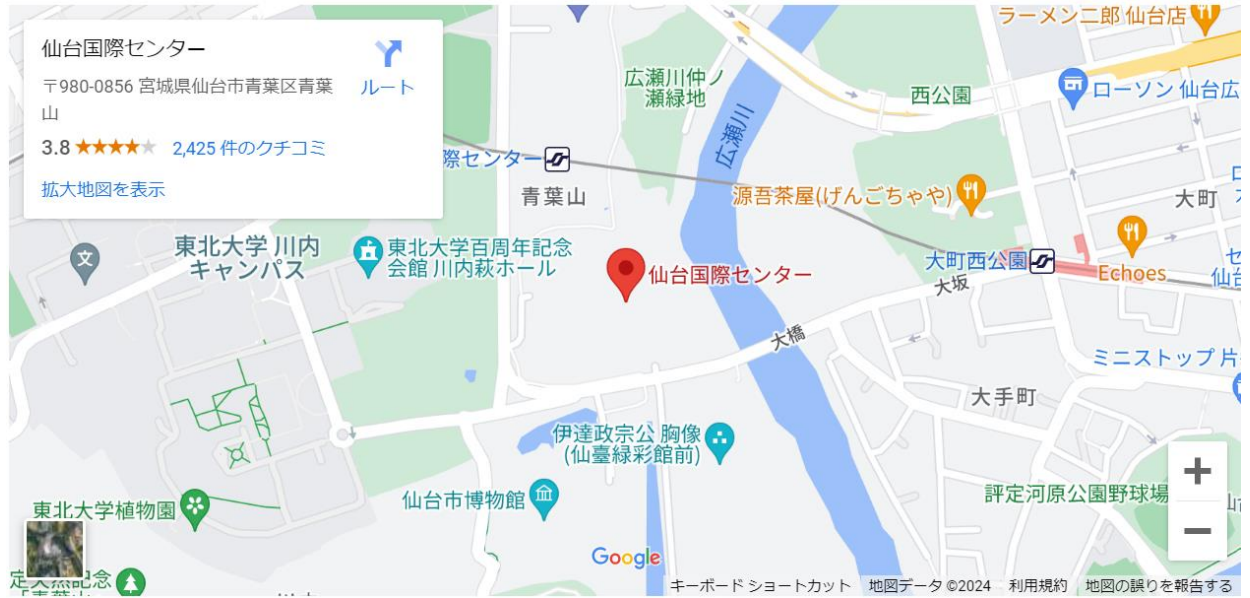 仙台国際センター
〒980-0856 宮城県仙台市青葉区青葉
山
ルート
3.8
2,425 件のクチコミ
拡大地図を表示
ラーメン二郎 仙台店
広瀬川仲ノ
瀬緑地
広瀬川
西公園
ローソン 仙台広
際センター
青葉山
源吾茶屋(げんごちゃや)
大町
東北大学 川内
キャンパス
東北大学百周年記念
会館 川内萩ホール
仙台国際センター
大町西公園
大坂
Echoes
セ
仙台
大橋
ミニストップ 片
大手町
伊達政宗公 胸像
(仙臺緑彩館前)
仙台市博物館
東北大学植物園
評定河原公園野球場
+
−
Google
キーボード ショートカット
地図データ ©2024
利用規約
地図の誤りを報告する